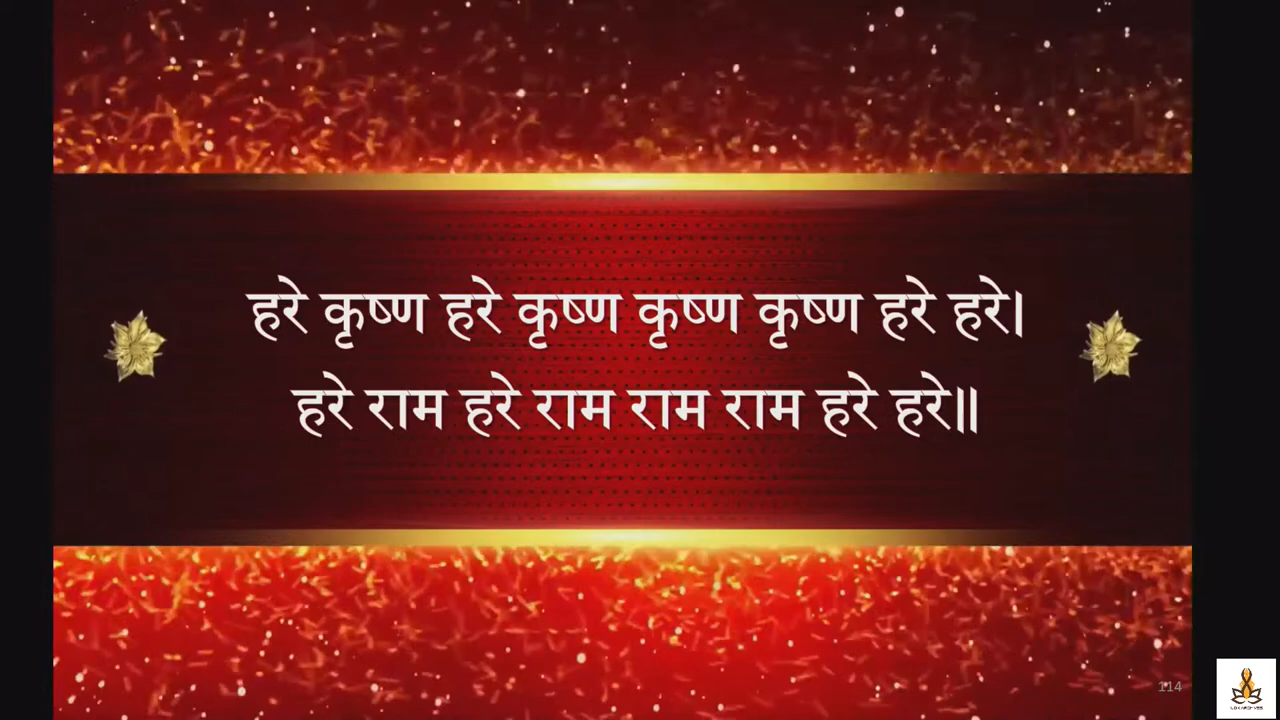 हरे कृष्ण हरे कृष्ण कृष्ण कृष्ण हरे हरे।
हरे राम हरे राम राम राम हरे हरे॥
114